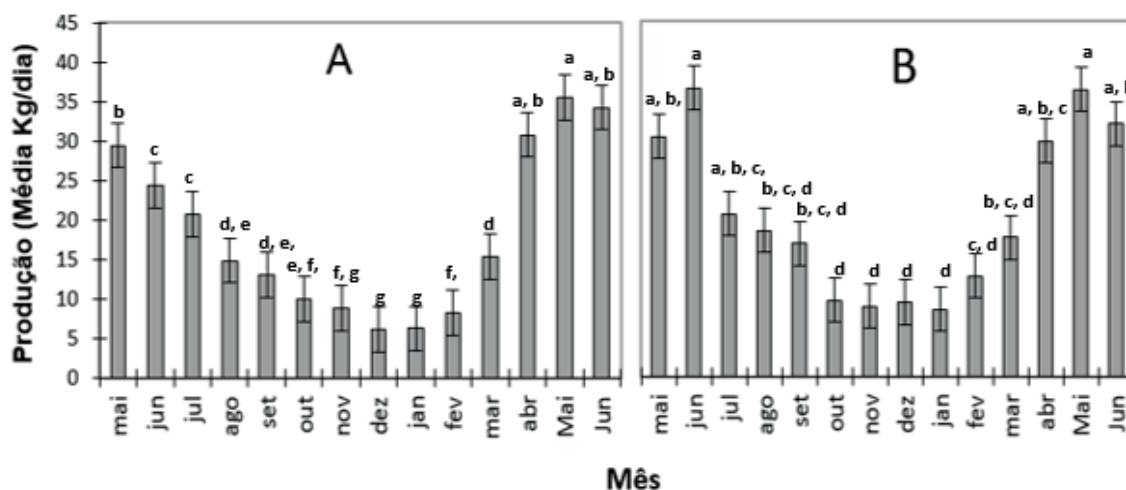 45
40
35
30
25
20
15
10
5
0
Produção (Média Kg/dia)
A
b
c
c
d, e
d, e,
e, f,
f, g
g
g
f,
d
a, b
a
a, b
mai
jun
jul
ago
set
out
nov
dez
jan
fev
mar
abr
Mai
Jun
B
a, b,
a
a, b, c,
b, c, d
b, c, d
d
d
d
d
c, d
b, c, d
a, b, c
a
a,
mai
jun
jul
ago
set
out
nov
dez
jan
fev
mar
abr
Mai
Jun
Mês